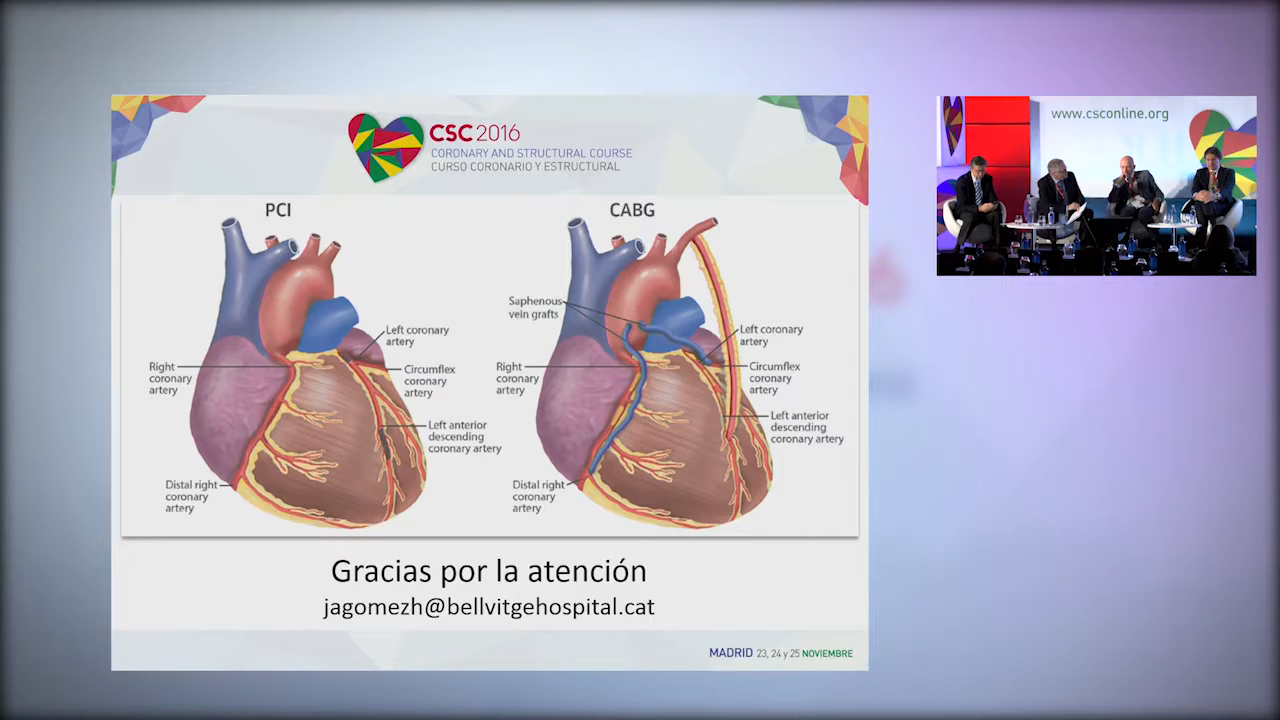 CSC2016
CORONARY AND STRUCTURAL COURSE
CURSO CORONARIO Y ESTRUCTURAL
www.csconline.org
PCI
Left coronary
artery
Right
coronary
artery
Circumflex
coronary
artery
Left anterior
descending
coronary artery
Distal right
coronary
artery
CABG
Saphenous
vein grafts
Left coronary
artery
Right
coronary
artery
Circumflex
coronary
artery
Left anterior
descending
coronary artery
Distal right
coronary
artery
Gracias por la atención
jagomezh@bellvitgehospital.cat
MADRID 23, 24 y 25 NOVIEMBRE